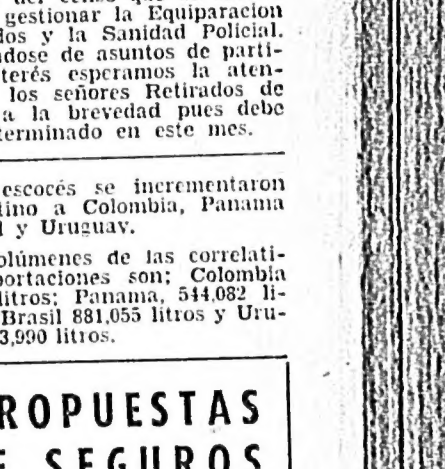 gestionar la Equiparacion
dos y la Sanidad Policial.
dose de asuntos de parti-
terés esperamos la aten-
los señores Retirados de
a la brevedad pues debe
terminado en este mes.
escocés se incrementaron
tino a Colombia, Panama
l y Uruguay.
olúmenes de las correlati-
portaciones son; Colombia
litros; Panama, 544,082 li-
Brasil 881,055 litros y Uru-
3,990 litros.
ROPUESTAS
E SEGUROS